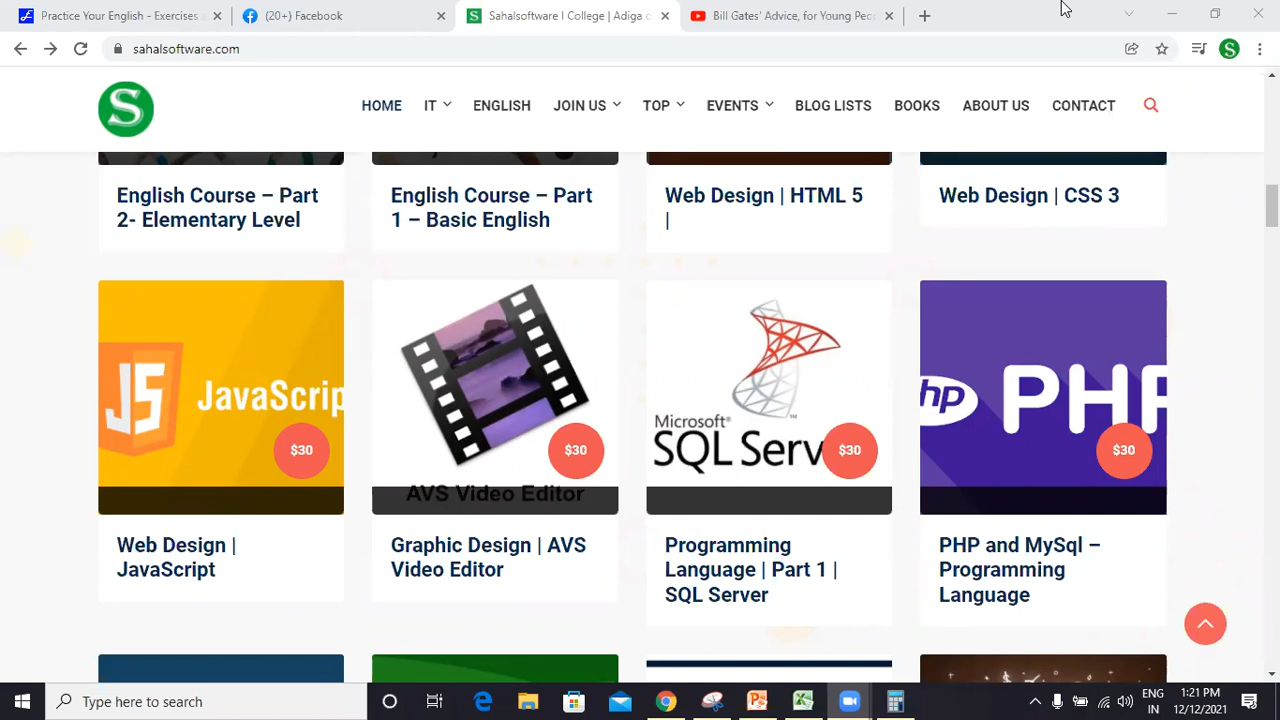 Practice Your English - Exercises
(20+) Facebook
Sahalsoftware I College | Adiga c
Bill Gates' Advice, for Young Peo
sahalsoftware.com
S
S
HOME
IT
ENGLISH
JOIN US
TOP
EVENTS
BLOG LISTS
BOOKS
ABOUT US
CONTACT
English Course – Part
2- Elementary Level
English Course – Part
1 – Basic English
Web Design | HTML 5
|
Web Design | CSS 3
JS
JavaScrip
$30
AVS Video Editor
$30
Microsoft®
SQL Serv
$30
hp
PHP
$30
Web Design |
JavaScript
Graphic Design | AVS
Video Editor
Programming
Language | Part 1 |
SQL Server
PHP and MySql –
Programming
Language
Type here to search
ENG
IN
1:21 PM
12/12/2021